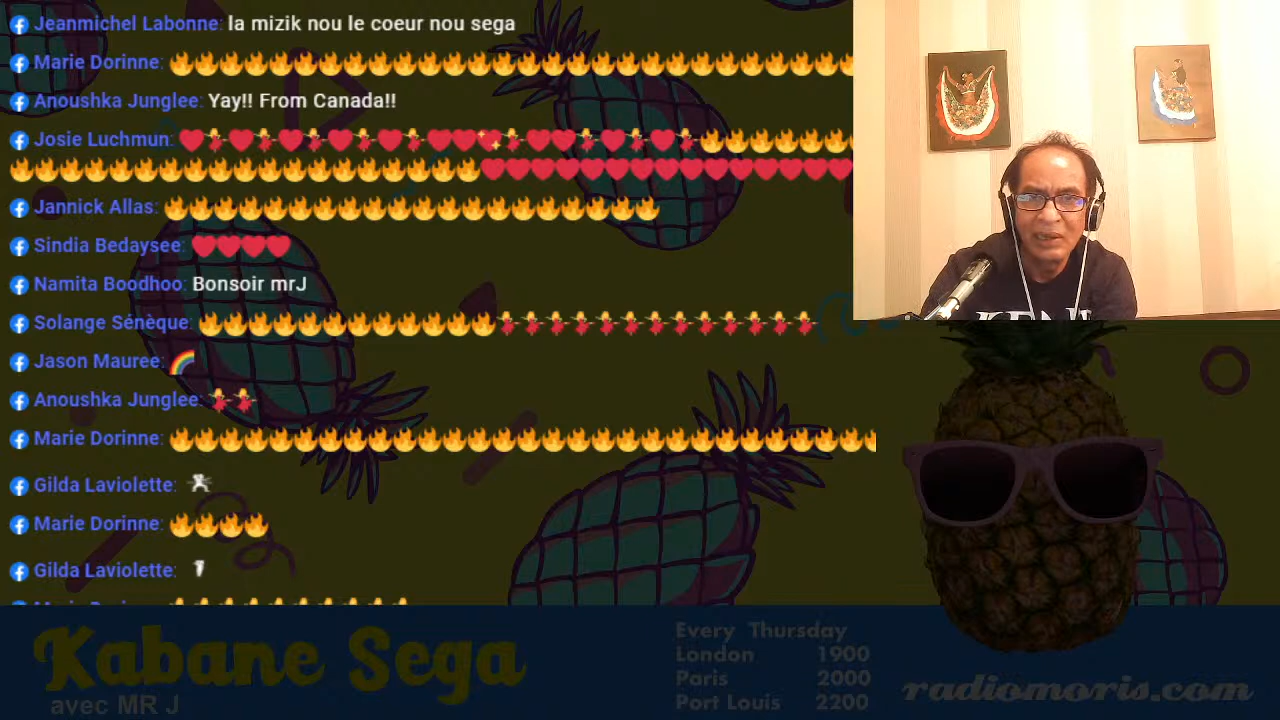 Jeanmichel Labonne: la mizik nou le coeur nou sega
Marie Dorinne:
Anoushka Junglee: Yay!! From Canada!!
Josie Luchmun:
Jannick Allas:
Sindia Bedaysee:
Namita Boodhoo: Bonsoir mrJ
Solange Sénèque:
Jason Mauree:
Anoushka Junglee:
Marie Dorinne:
Gilda Laviolette:
Marie Dorinne:
Gilda Laviolette:
Kabane Sega
avec MR J
Every Thursday
London 1900
Paris 2000
Port Louis 2200
radiomoris.com